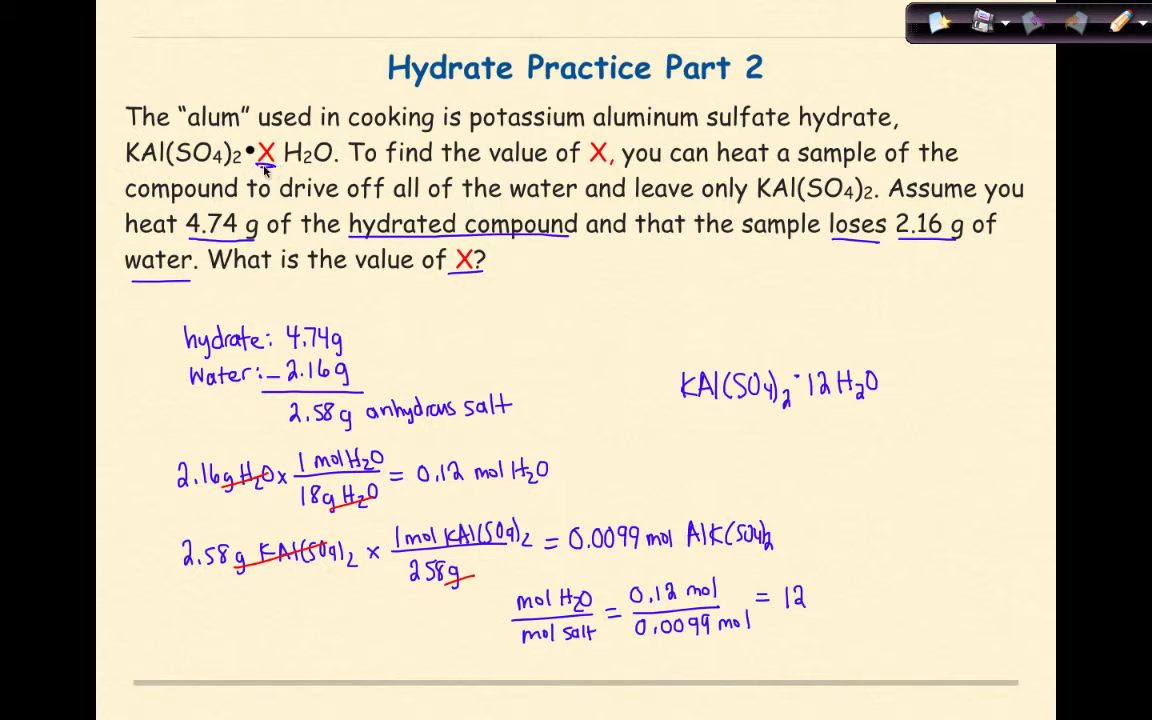 Hydrate Practice Part 2
The “alum” used in cooking is potassium aluminum sulfate hydrate,
KAl(SO₄)₂•X H₂O. To find the value of X, you can heat a sample of the
compound to drive off all of the water and leave only KAl(SO₄)₂. Assume you
heat 4.74 g of the hydrated compound and that the sample loses 2.16 g of
water. What is the value of X?
hydrate: 4.74g
Water: – 2.16g
2.58g anhydrous salt
KAl(SO₄)₂ · 12 H₂O
2.16g H₂O x 1 mol H₂O / 18g H₂O = 0.12 mol H₂O
2.58g KAl(SO₄)₂ x 1mol KAl(SO₄)₂ / 258g = 0.0099 mol AlK(SO₄)₂
mol H₂O / mol salt = 0.12 mol / 0.0099 mol = 12